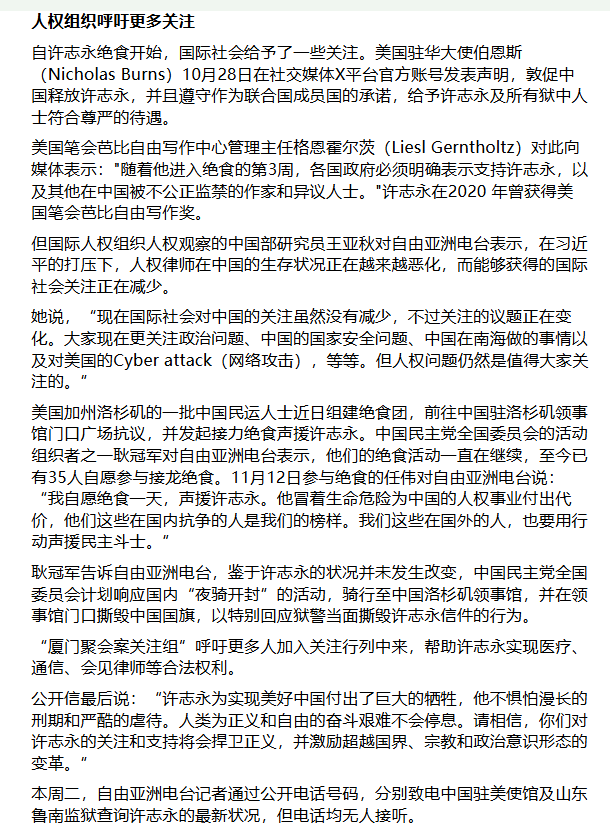 人权组织呼吁更多关注
自许志永绝食开始，国际社会给予了一些关注。美国驻华大使伯恩斯
（Nicholas Burns）10月28日在社交媒体X平台官方账号发表声明，敦促中
国释放许志永，并且遵守作为联合国成员国的承诺，给予许志永及所有狱中人
士符合尊严的待遇。
美国笔会芭比自由写作中心管理主任格恩霍尔茨（Liesl Gerntholtz）对此向
媒体表示："随着他进入绝食的第3周，各国政府必须明确表示支持许志永，以
及其他在中国被不公正监禁的作家和异议人士。"许志永在2020 年曾获得美
国笔会芭比自由写作奖。
但国际人权组织人权观察的中国部研究员王亚秋对自由亚洲电台表示，在习近
平的打压下，人权律师在中国的生存状况正在越来越恶化，而能够获得的国际
社会关注正在减少。
她说，“现在国际社会对中国的关注虽然没有减少，不过关注的议题正在变
化。大家现在更关注政治问题、中国的国家安全问题、中国在南海做的事情以
及对美国的Cyber attack（网络攻击），等等。但人权问题仍然是值得大家关
注的。”
美国加州洛杉矶的一批中国民运人士近日组建绝食团，前往中国驻洛杉矶领事
馆门口广场抗议，并发起接力绝食声援许志永。中国民主党全国委员会的活动
组织者之一耿冠军对自由亚洲电台表示，他们的绝食活动一直在继续，至今已
有35人自愿参与接龙绝食。11月12日参与绝食的任伟对自由亚洲电台说：
“我自愿绝食一天，声援许志永。他冒着生命危险为中国的人权事业付出代
价，他们这些在国内抗争的人是我们的榜样。我们这些在国外的人，也要用行
动声援民主斗士。”
耿冠军告诉自由亚洲电台，鉴于许志永的状况并未发生改变，中国民主党全国
委员会计划响应国内“夜骑开封”的活动，骑行至中国洛杉矶领事馆，并在领
事馆门口撕毁中国国旗，以特别回应狱警当面撕毁许志永信件的行为。
“厦门聚会案关注组”呼吁更多人加入关注行列中来，帮助许志永实现医疗、
通信、会见律师等合法权利。
公开信最后说：“许志永为实现美好中国付出了巨大的牺牲，他不惧怕漫长的
刑期和严酷的虐待。人类为正义和自由的奋斗艰难不会停息。请相信，你们对
许志永的关注和支持将会捍卫正义，并激励超越国界、宗教和政治意识形态的
变革。”
本周二，自由亚洲电台记者通过公开电话号码，分别致电中国驻美使馆及山东
鲁南监狱查询许志永的最新状况，但电话均无人接听。